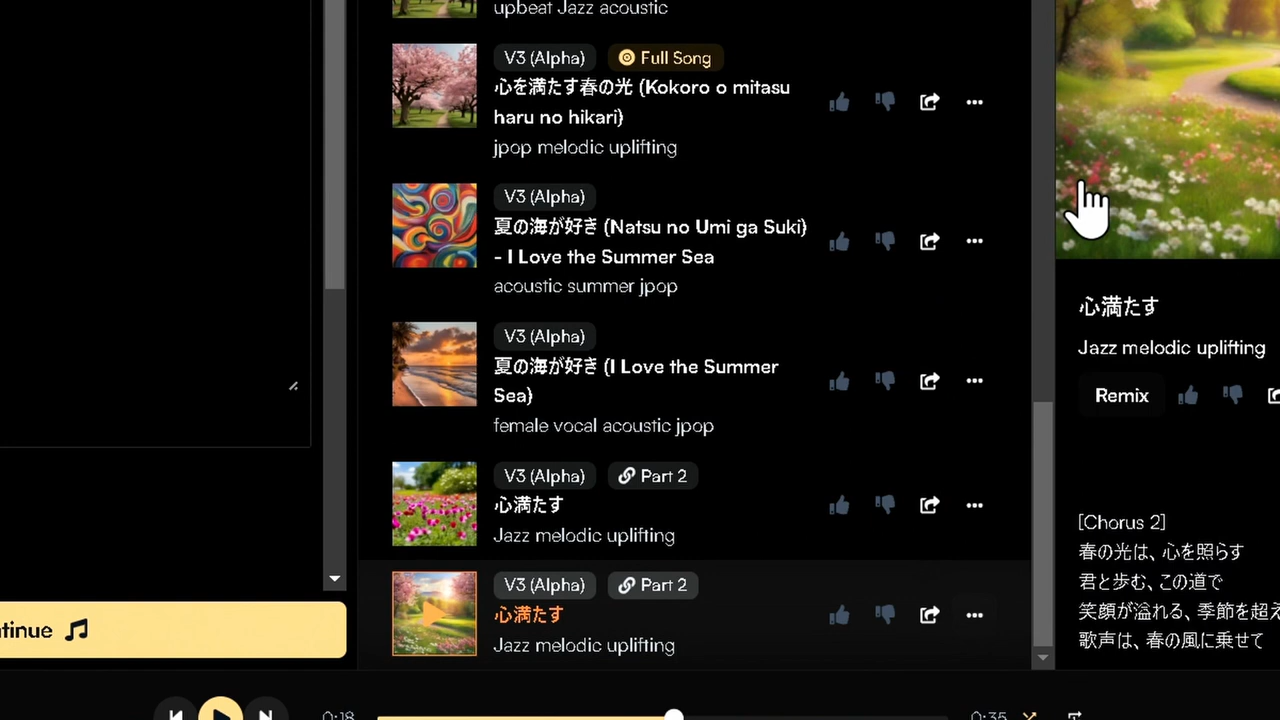 upbeat Jazz acoustic
V3 (Alpha) Full Song
心を満たす春の光 (Kokoro o mitasu
haru no hikari)
jpop melodic uplifting
V3 (Alpha)
夏の海が好き (Natsu no Umi ga Suki)
- I Love the Summer Sea
acoustic summer jpop
V3 (Alpha)
夏の海が好き (I Love the Summer
Sea)
female vocal acoustic jpop
V3 (Alpha) Part 2
心満たす
Jazz melodic uplifting
V3 (Alpha) Part 2
心満たす
Jazz melodic uplifting
tinue
心満たす
Jazz melodic uplifting
Remix
[Chorus 2]
春の光は、心を照らす
君と歩む、この道で
笑顔が溢れる、季節を超え
歌声は、春の風に乗せて
0:18
0:35